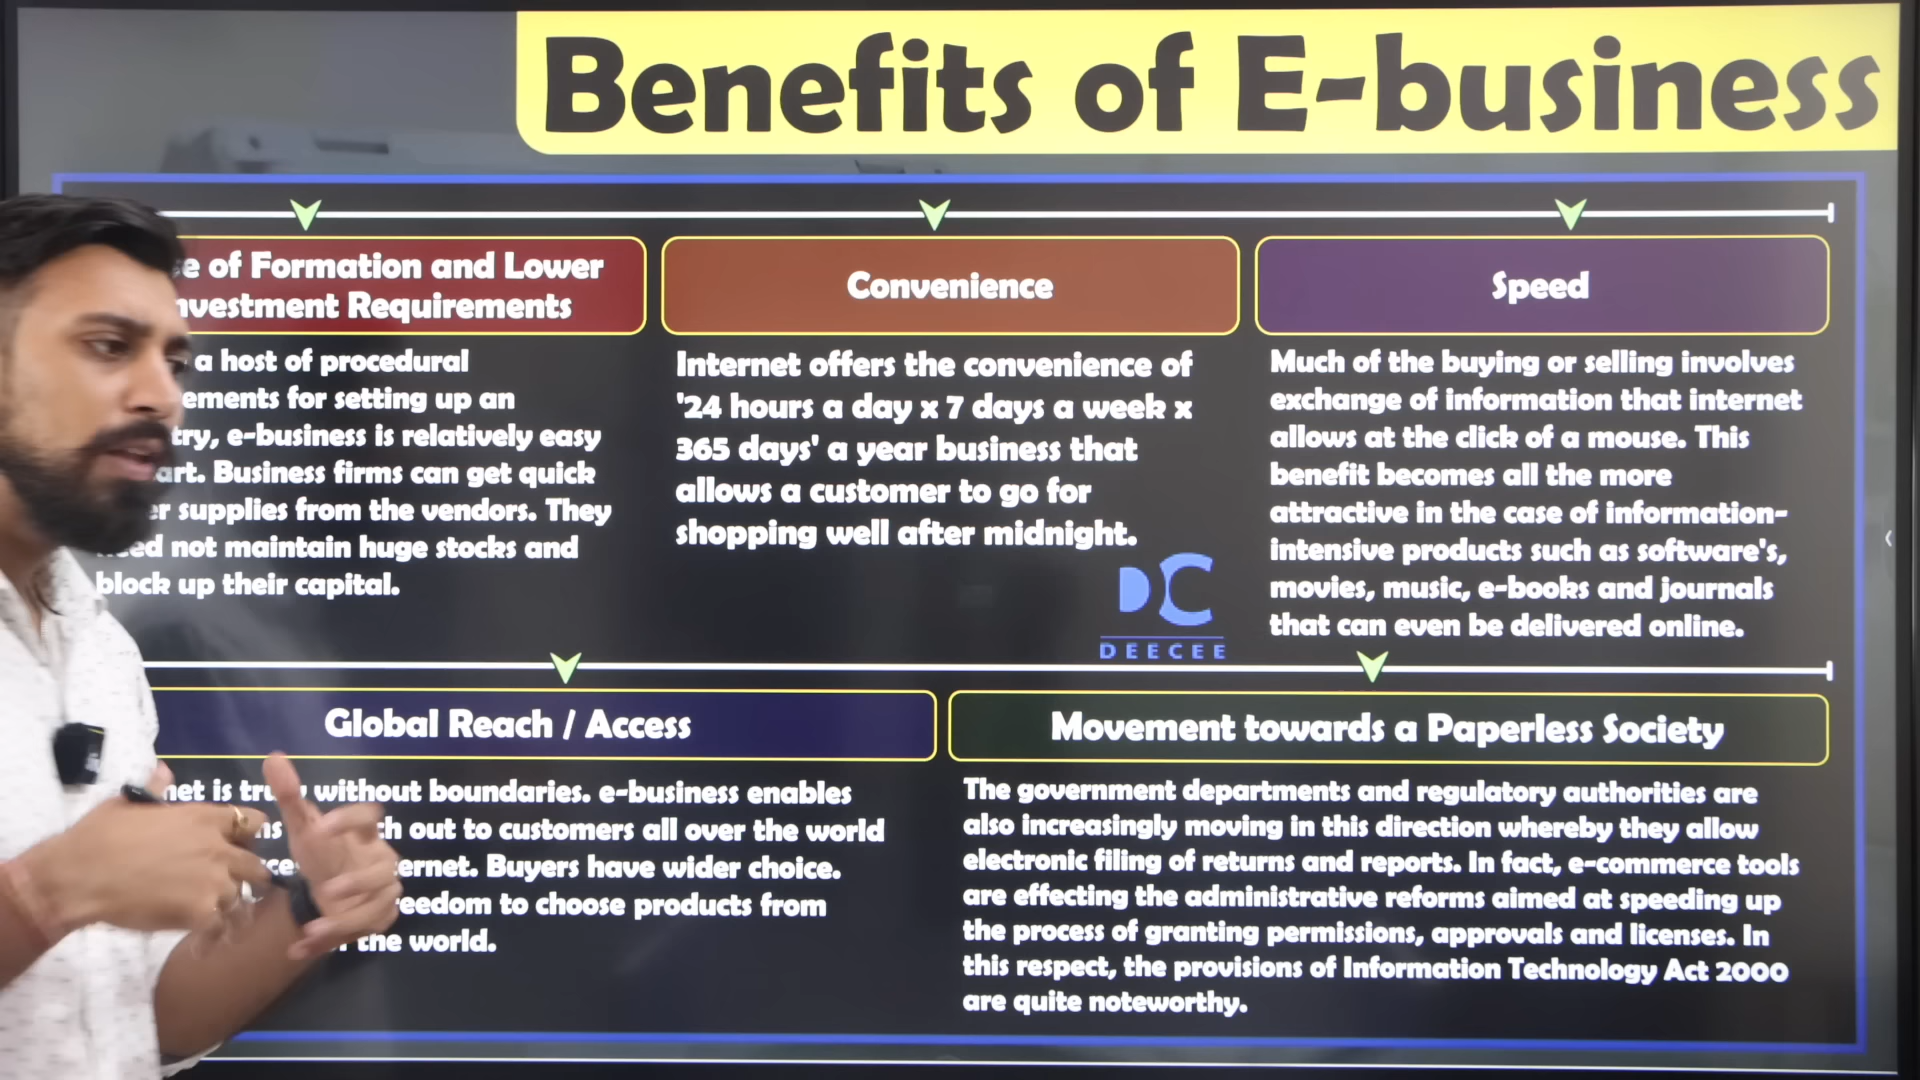 Benefits of E-business
of Formation and Lower
Investment Requirements
a host of procedural
for setting up an
e-business is relatively easy
Business firms can get quick
supplies from the vendors. They
need not maintain huge stocks and
block up their capital.
Convenience
Internet offers the convenience of
'24 hours a day x 7 days a week x
365 days' a year business that
allows a customer to go for
shopping well after midnight.
Speed
Much of the buying or selling involves
exchange of information that internet
allows at the click of a mouse. This
benefit becomes all the more
attractive in the case of information-
intensive products such as software's,
movies, music, e-books and journals
that can even be delivered online.
DC
DEECEE
Global Reach / Access
is truly without boundaries. e-business enables
out to customers all over the world
Buyers have wider choice.
freedom to choose products from
the world.
Movement towards a Paperless Society
The government departments and regulatory authorities are
also increasingly moving in this direction whereby they allow
electronic filing of returns and reports. In fact, e-commerce tools
are effecting the administrative reforms aimed at speeding up
the process of granting permissions, approvals and licenses. In
this respect, the provisions of Information Technology Act 2000
are quite noteworthy.